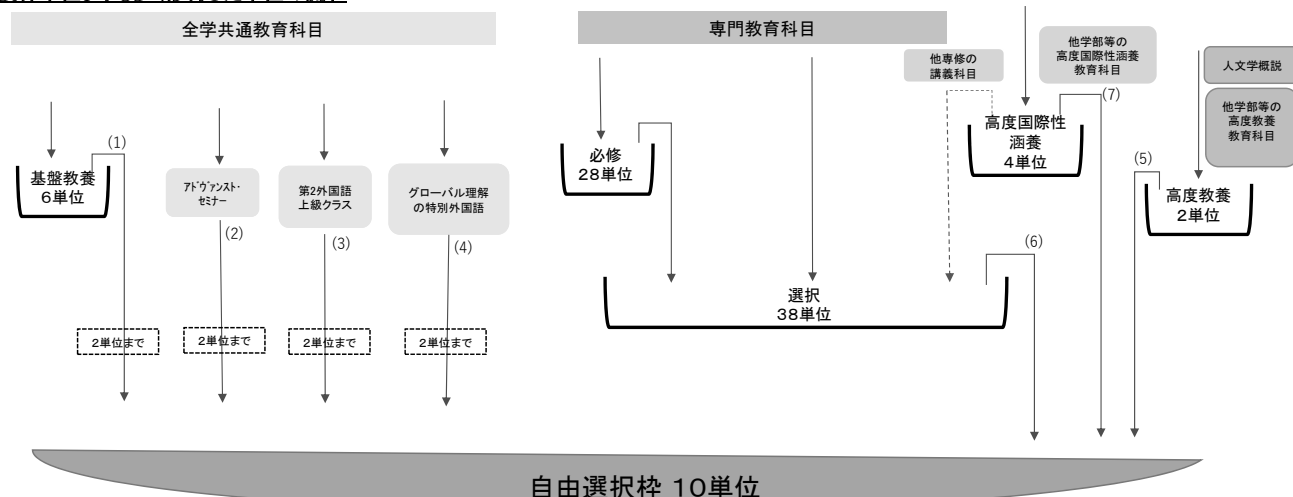 全学共通教育科目
専門教育科目
他専修の
講義科目
他学部等の
高度国際性涵養
教育科目
人文学概説
他学部等の
高度教養
教育科目
(1)
基盤教養
6単位
ｱﾄﾞｳﾞｧﾝｽﾄ･
ｾﾐﾅｰ
(2)
第2外国語
上級クラス
(3)
グローバル理解
の特別外国語
(4)
必修
28単位
高度国際性
涵養
4単位
(7)
(5)
高度教養
2単位
(6)
選択
38単位
2単位まで
2単位まで
2単位まで
2単位まで
自由選択枠 10単位